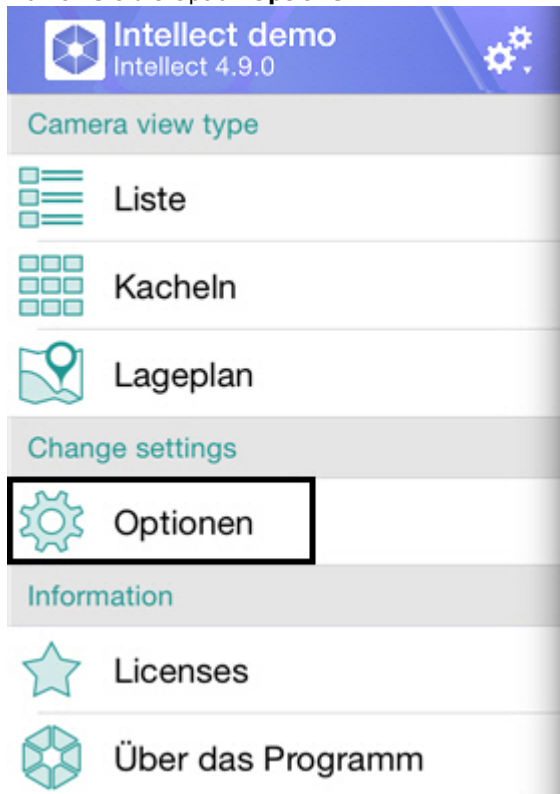 Intellect demo
Intellect 4.9.0
Camera view type
Liste
Kacheln
Lageplan
Change settings
Optionen
Information
Licenses
Über das Programm